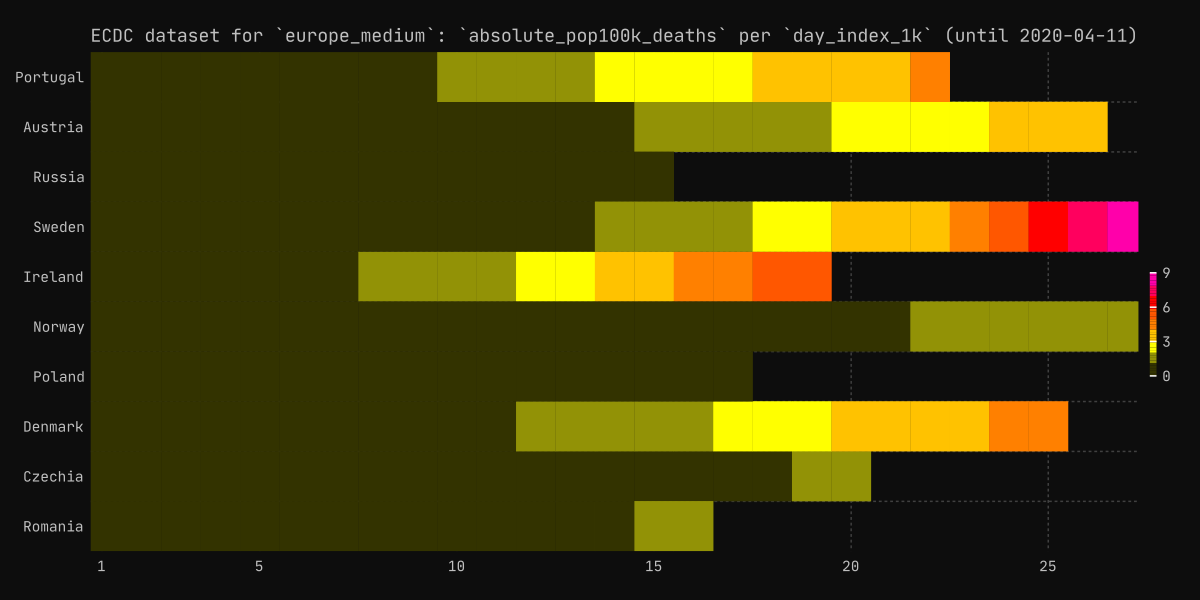 ECDC dataset for `europe_medium`: `absolute_pop100k_deaths` per `day_index_1k` (until 2020-04-11)
Portugal
Austria
Russia
Sweden
Ireland
Norway
Poland
Denmark
Czechia
Romania
1 5 10 15 20 25
9
6
3
0